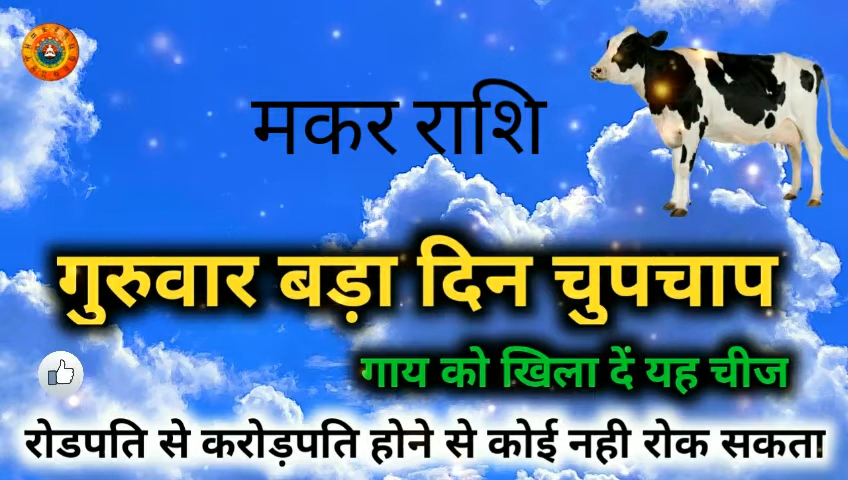 मकर राशि
गुरुवार बड़ा दिन चुपचाप
गाय को खिला दें यह चीज
रोडपति से करोड़पति होने से कोई नही रोक सकता